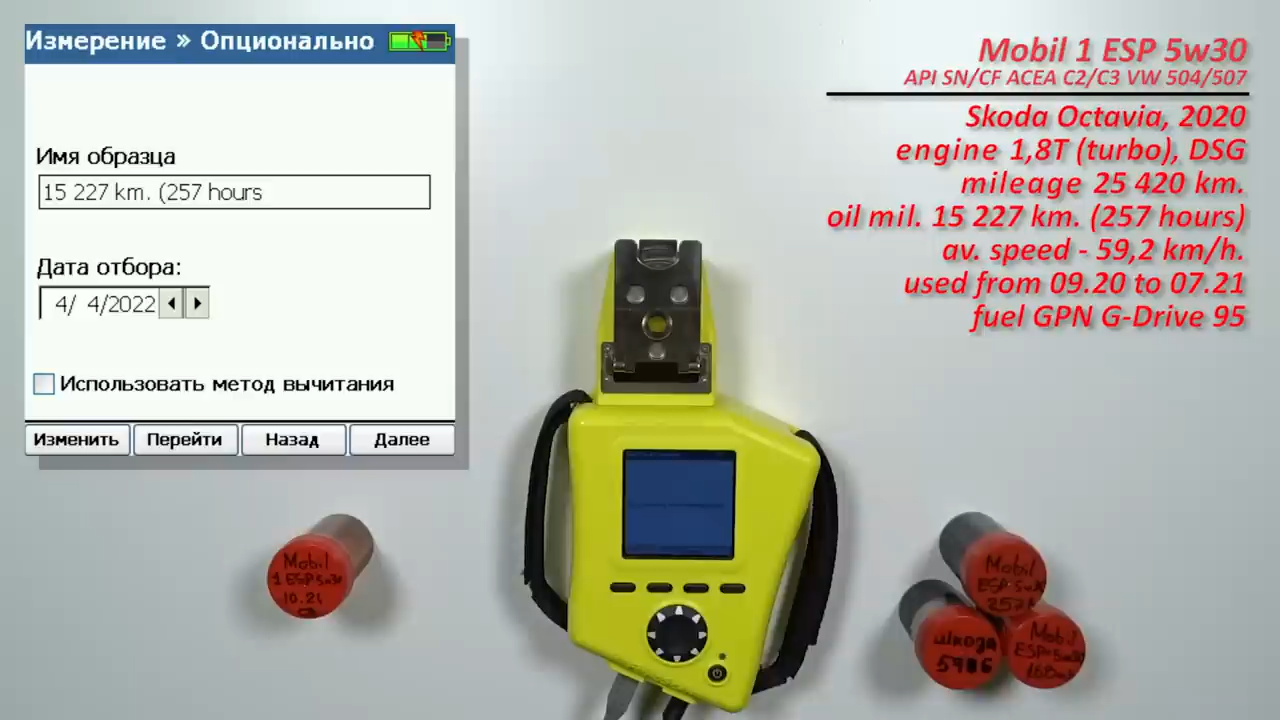 Измерение » Опционально
Имя образца
15 227 km. (257 hours
Дата отбора:
4/ 4/2022
Использовать метод вычитания
Изменить
Перейти
Назад
Далее
Mobil 1 ESP 5w30
API SN/CF ACEA C2/C3 VW 504/507
Skoda Octavia, 2020
engine 1,8T (turbo), DSG
mileage 25 420 km.
oil mil. 15 227 km. (257 hours)
av. speed - 59,2 km/h.
used from 09.20 to 07.21
fuel GPN G-Drive 95
Mobil
1 ESP 5w30
10.21
Mobil
ESP 5w30
шкода
Mobil
ESP 5w30